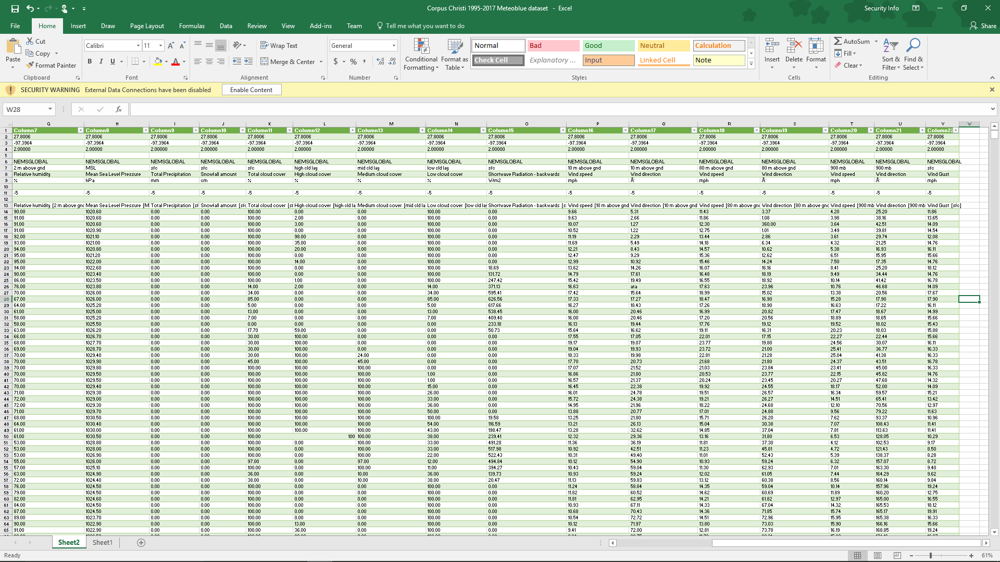 Corpus Christi 1995-2017 Meteoblue dataset - Excel
Security Info
File Home Insert Draw Page Layout Formulas Data Review View Add-ins Team Tell me what you want to do Share
Paste Cut Copy Format Painter Clipboard
Calibri 11 B I U Font
Wrap Text Merge & Center Alignment
General $ % Number
Conditional Formatting Format as Table
Normal Bad Good Neutral Calculation
Check Cell Explanatory ... Input Linked Cell Note
Styles
Insert Delete Format Cells
AutoSum Fill Clear Sort & Filter Find & Select Editing
SECURITY WARNING External Data Connections have been disabled Enable Content
W28 fx
G H I J K L M N O P Q R S T U V W
1 Column7 Column8 Column9 Column10 Column11 Column12 Column13 Column14 Column15 Column16 Column17 Column18 Column19 Column20 Column21 Column22
2 27.8006 27.8006 27.8006 27.8006 27.8006 27.8006 27.8006 27.8006 27.8006 27.8006 27.8006 27.8006 27.8006 27.8006 27.8006 27.8006
3 -97.3964 -97.3964 -97.3964 -97.3964 -97.3964 -97.3964 -97.3964 -97.3964 -97.3964 -97.3964 -97.3964 -97.3964 -97.3964 -97.3964 -97.3964 -97.3964
4 2.00000 2.00000 2.00000 2.00000 2.00000 2.00000 2.00000 2.00000 2.00000 2.00000 2.00000 2.00000 2.00000 2.00000 2.00000 2.00000
5
6 NEMSGLOBAL NEMSGLOBAL NEMSGLOBAL NEMSGLOBAL NEMSGLOBAL NEMSGLOBAL NEMSGLOBAL NEMSGLOBAL NEMSGLOBAL NEMSGLOBAL NEMSGLOBAL NEMSGLOBAL NEMSGLOBAL NEMSGLOBAL NEMSGLOBAL NEMSGLOBAL
7 2 m above gnd MSL sfc sfc sfc high cld lay mid cld lay low cld lay sfc 10 m above gnd 10 m above gnd 80 m above gnd 80 m above gnd 900 mb 900 mb sfc
8 Relative humidity Mean Sea Level Pressure Total Precipitation Snowfall amount Total cloud cover High cloud cover Medium cloud cover Low cloud cover Shortwave Radiation - backwards Wind speed Wind direction Wind speed Wind direction Wind speed Wind direction Wind Gust
9 % hPa mm cm % % % % W/m2 mph Â° mph Â° mph Â° mph
10
11 -5 -5 -5 -5 -5 -5 -5 -5 -5 -5 -5 -5 -5 -5 -5 -5
12
13 Relative humidity [2 m above gnd Mean Sea Level Pressure [M Total Precipitation [sf Snowfall amount [sfc Total cloud cover [sf High cloud cover [high cld la Medium cloud cover [mid cld la Low cloud cover [low cld la Shortwave Radiation - backwards [s Wind speed [10 m above gnd Wind direction [10 m above gnd Wind speed [80 m above gnd Wind direction [80 m above gnd Wind speed [900 mb Wind direction [900 mb Wind Gust [sfc]
14 90.00 1020.60 0.00 0.00 100.00 0.00 0.00 100.00 0.00 9.66 5.31 11.43 3.37 4.20 25.20 11.86
15 91.00 1020.60 0.00 0.00 100.00 2.00 0.00 100.00 0.00 9.63 2.66 11.86 1.08 3.98 38.16 13.65
16 91.00 1020.60 0.00 0.00 100.00 3.00 0.00 100.00 0.00 10.07 1.27 12.30 360.00 3.64 42.51 14.09
17 91.00 1020.90 0.00 0.00 100.00 0.00 0.00 100.00 0.00 10.52 1.22 12.75 1.01 3.49 39.81 14.54
18 92.00 1021.10 0.00 0.00 100.00 98.00 0.00 100.00 0.00 11.19 2.29 13.44 2.86 3.61 29.74 12.08
19 93.00 1021.00 0.00 0.00 100.00 35.00 0.00 100.00 0.00 11.69 5.49 14.18 6.34 4.32 21.25 14.76
20 94.00 1020.80 0.00 0.00 100.00 20.00 0.00 100.00 0.00 12.21 8.43 14.57 10.62 5.38 16.93 16.11
21 95.00 1021.20 0.00 0.00 100.00 0.00 0.00 100.00 0.00 12.47 9.29 15.36 12.62 6.51 15.95 15.66
22 95.00 1022.00 0.00 0.00 100.00 14.00 0.00 100.00 0.00 12.99 10.92 15.46 14.24 7.50 17.35 14.76
23 94.00 1022.60 0.00 0.00 100.00 0.00 0.00 100.00 18.69 13.62 14.26 16.07 16.16 8.41 25.20 18.12
24 90.00 1023.40 0.00 0.00 100.00 0.00 0.00 100.00 131.72 14.79 17.61 16.48 18.19 9.49 34.44 14.76
25 86.00 1023.50 0.00 0.00 100.00 1.00 0.00 100.00 247.42 15.42 19.49 16.55 18.92 10.14 41.42 16.78
26 76.00 1023.80 0.00 0.00 14.00 2.00 0.00 14.00 371.13 16.63 ata 17.63 23.96 10.76 46.68 14.09
27 70.00 1026.00 0.00 0.00 34.00 0.00 0.00 34.00 595.41 17.42 15.64 18.99 15.02 13.38 20.56 17.67
28 67.00 1026.00 0.00 0.00 85.00 0.00 0.00 85.00 626.56 17.33 17.27 18.47 16.90 15.28 17.90 17.90
29 64.00 1025.20 0.00 0.00 5.00 0.00 0.00 5.00 617.66 16.27 18.43 17.26 18.90 16.63 17.22 16.11
30 61.00 1025.00 0.00 0.00 13.00 0.00 0.00 13.00 538.45 16.00 20.46 16.99 20.82 17.47 18.67 14.99
31 58.00 1025.20 0.00 0.00 7.00 0.00 0.00 7.00 409.40 16.00 20.46 17.20 20.56 18.89 18.65 15.66
32 58.00 1025.50 0.00 0.00 0.00 0.00 0.00 0.00 233.18 16.13 19.44 17.76 19.12 19.52 18.02 15.43
33 63.00 1026.20 0.00 0.00 17.70 59.00 0.00 0.00 50.73 15.64 16.62 19.11 16.31 20.23 18.03 15.88
34 66.00 1026.70 0.00 0.00 30.00 100.00 0.00 0.00 0.00 17.55 17.05 22.01 17.15 22.27 22.44 15.66
35 68.00 1027.70 0.00 0.00 30.00 100.00 0.00 0.00 0.00 19.17 19.07 23.77 19.80 24.56 30.07 16.11
36 69.00 1028.70 0.00 0.00 30.00 100.00 0.00 0.00 0.00 19.04 19.93 23.72 21.00 25.41 36.77 16.33
37 70.00 1029.40 0.00 0.00 30.00 100.00 24.00 0.00 0.00 18.33 19.98 22.81 21.28 25.04 41.38 16.33
38 70.00 1029.90 0.00 0.00 45.00 100.00 45.00 0.00 0.00 17.70 20.73 21.68 21.80 24.37 43.51 16.78
39 70.00 1029.80 0.00 0.00 100.00 100.00 100.00 0.00 0.00 17.07 21.52 21.03 23.84 23.41 45.00 16.33
40 70.00 1029.50 0.00 0.00 100.00 100.00 100.00 1.00 0.00 16.86 21.80 20.53 23.77 22.15 45.82 14.76
41 70.00 1029.50 0.00 0.00 100.00 100.00 100.00 1.00 0.00 16.57 21.37 20.24 23.45 20.27 47.68 14.32
42 70.00 1029.40 0.00 0.00 100.00 100.00 100.00 15.00 0.00 16.45 22.38 19.92 24.55 18.17 52.00 14.09
43 71.00 1029.30 0.00 0.00 100.00 100.00 100.00 26.00 0.00 16.01 24.78 19.51 26.57 16.34 59.57 15.21
44 72.00 1029.00 0.00 0.00 100.00 100.00 100.00 33.00 0.00 15.72 24.38 19.21 26.27 14.51 65.41 13.42
45 72.00 1029.30 0.00 0.00 100.00 100.00 100.00 36.00 0.00 14.95 21.96 18.22 24.68 12.10 70.56 12.97
46 71.00 1029.70 0.00 0.00 100.00 100.00 100.00 50.00 0.00 13.88 20.77 17.01 24.88 9.56 79.22 11.63
47 68.00 1030.50 0.00 0.00 100.00 100.00 100.00 100.00 19.58 13.25 21.80 15.71 26.20 7.62 93.37 10.96
48 64.00 1030.40 0.00 0.00 100.00 100.00 100.00 54.00 116.59 13.21 26.13 15.04 30.38 7.07 108.43 11.41
49 61.00 1030.00 0.00 0.00 100.00 100.00 100.00 43.00 198.47 13.28 32.62 14.85 37.04 7.81 113.63 11.41
50 61.00 1030.50 0.00 0.00 100.00 100 100.00 38.00 239.41 12.32 29.36 13.16 31.80 6.53 128.05 10.29
51 53.00 1028.80 0.00 0.00 100.00 0.00 100.00 33.00 491.28 11.36 36.19 11.81 37.30 4.12 102.53 9.17
52 53.00 1028.00 0.00 0.00 100.00 0.00 100.00 33.00 517.98 10.92 42.51 11.23 45.81 4.72 121.43 8.50
53 53.00 1026.90 0.00 0.00 100.00 0.00 100.00 22.00 522.43 10.31 49.40 11.01 52.43 5.39 138.37 8.28
54 55.00 1026.00 0.00 0.00 97.00 0.00 97.00 12.00 494.84 10.12 54.90 10.93 59.24 6.32 157.07 8.72
55 57.00 1025.10 0.00 0.00 100.00 0.00 100.00 11.00 394.27 10.43 59.04 11.30 62.93 7.01 163.30 9.40
56 63.00 1024.90 0.00 0.00 36.00 0.00 10.00 36.00 139.73 10.93 59.24 12.02 61.05 7.44 164.29 9.62
57 72.00 1024.40 0.00 0.00 38.00 0.00 10.00 38.00 20.47 11.13 59.83 13.12 60.38 8.56 160.14 9.84
58 76.00 1024.50 0.00 0.00 100.00 0.00 0.00 100.00 0.00 11.24 58.84 14.35 59.04 10.14 157.96 19.24
59 79.00 1024.50 0.00 0.00 100.00 0.00 0.00 100.00 0.00 11.82 60.52 14.62 60.69 11.89 160.20 12.75
60 82.00 1024.60 0.00 0.00 100.00 0.00 0.00 100.00 0.00 11.81 62.95 14.21 61.82 12.97 165.00 16.55
61 84.00 1024.50 0.00 0.00 100.00 0.00 0.00 100.00 0.00 10.93 67.11 14.33 67.04 14.32 165.53 18.12
62 87.00 1024.50 0.00 0.00 100.00 0.00 0.00 100.00 0.00 10.68 70.43 14.36 71.85 15.74 165.17 19.91
63 89.00 1023.70 0.00 0.00 100.00 0.00 0.00 100.00 0.00 10.54 72.72 14.51 72.96 15.95 165.38 16.33
64 90.00 1022.90 0.00 0.00 100.00 13.00 0.00 100.00 0.00 10.12 71.97 13.80 73.03 15.90 166.16 15.66
65 91.00 1022.90 0.00 0.00 100.00 36.00 0.00 100.00 0.00 9.41 72.00 12.81 73.78 16.19 168.85 19.24
Sheet2 Sheet1
Ready 61%